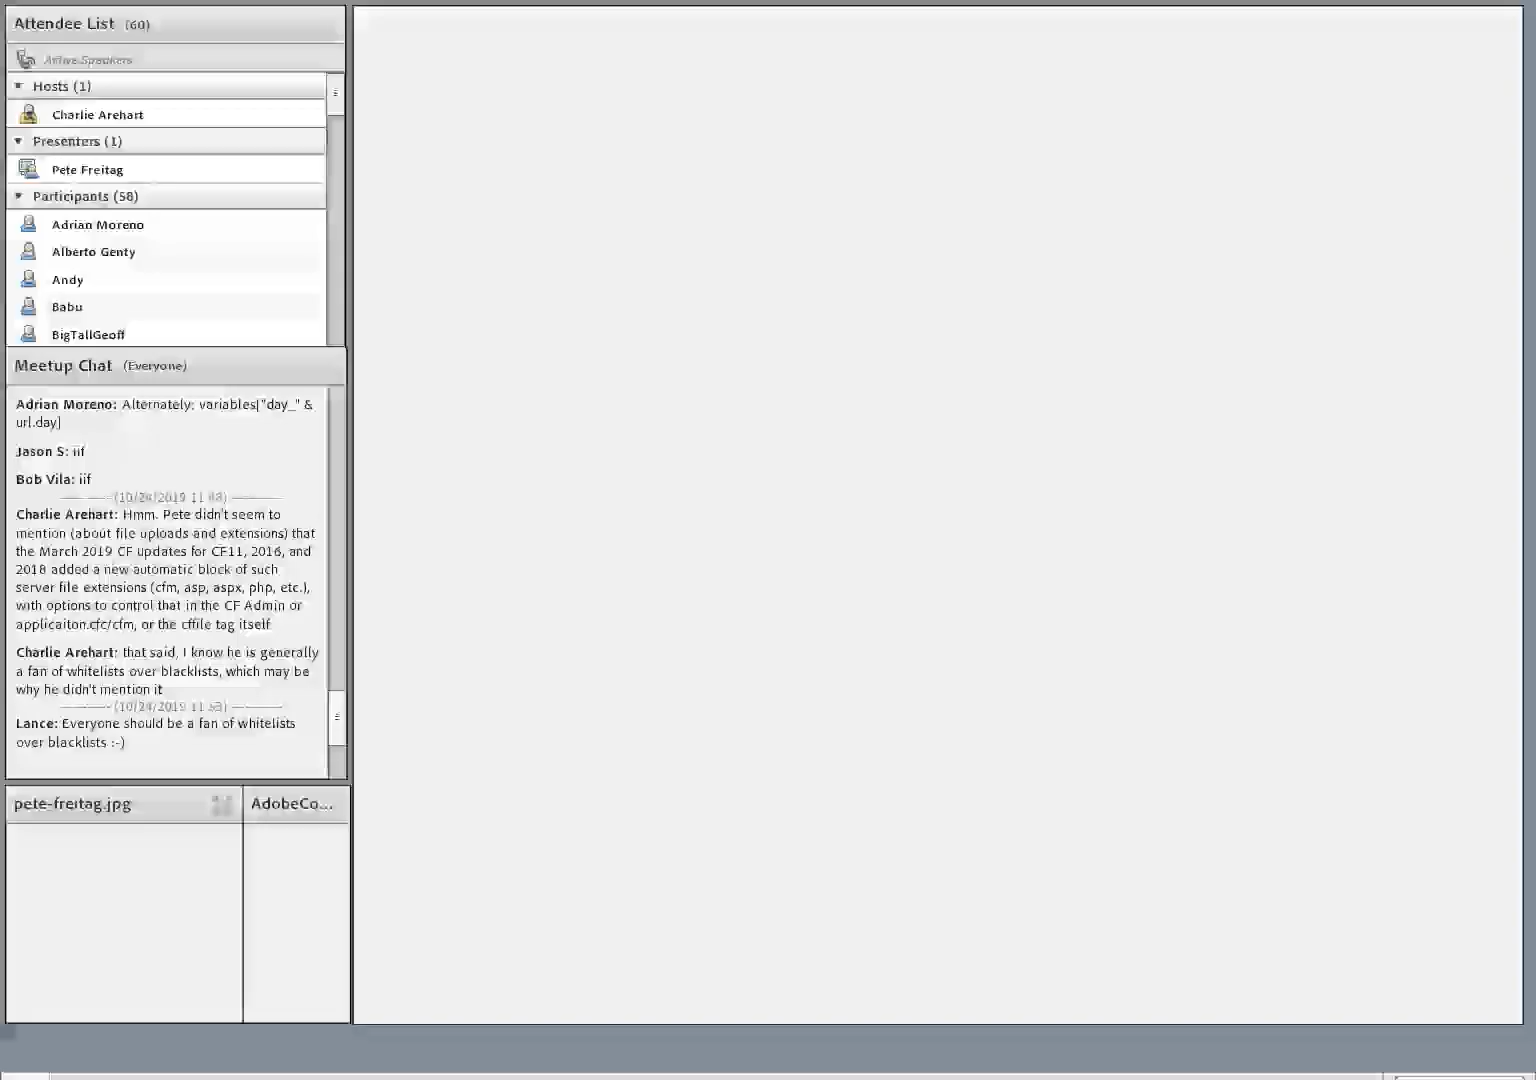 Attendee List (60)
Active Speakers
Hosts (1)
Charlie Arehart
Presenters (1)
Pete Freitag
Participants (58)
Adrian Moreno
Alberto Genty
Andy
Babu
BigTallGeoff
Meetup Chat (Everyone)
Adrian Moreno: Alternately: variables["day_" &
url.day]
Jason S: iif
Bob Vila: iif
(10/24/2019 11:48)
Charlie Arehart: Hmm. Pete didn't seem to
mention (about file uploads and extensions) that
the March 2019 CF updates for CF11, 2016, and
2018 added a new automatic block of such
server file extensions (cfm, asp, aspx, php, etc.),
with options to control that in the CF Admin or
applicaiton.cfc/cfm, or the cffile tag itself
Charlie Arehart: that said, I know he is generally
a fan of whitelists over blacklists, which may be
why he didn't mention it
(10/24/2019 11:53)
Lance: Everyone should be a fan of whitelists
over blacklists :-)
pete-freitag.jpg
AdobeCo...